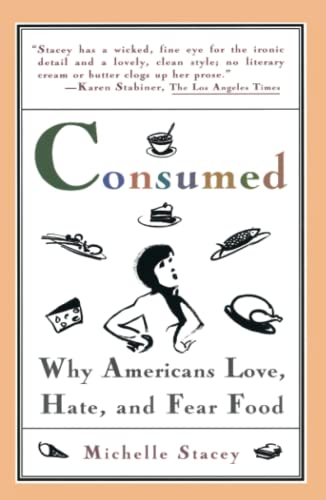 “Stacey has a wicked, fine eye for the ironic
detail and a lovely, clean style; no literary
cream or butter clogs up her prose.”
—Karen Stabiner, The Los Angeles Times
Consumed
Why Americans Love,
Hate, and Fear Food
Michelle Stacey